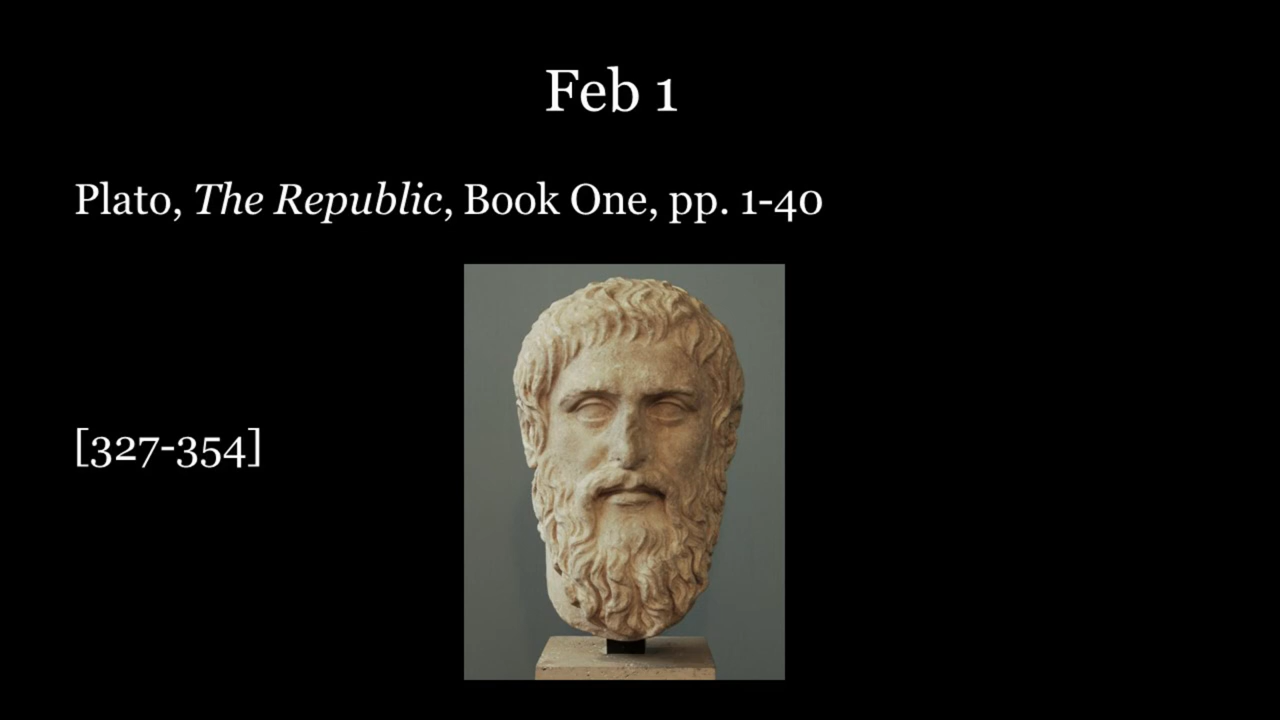 Feb 1
Plato, The Republic, Book One, pp. 1-40
[327-354]